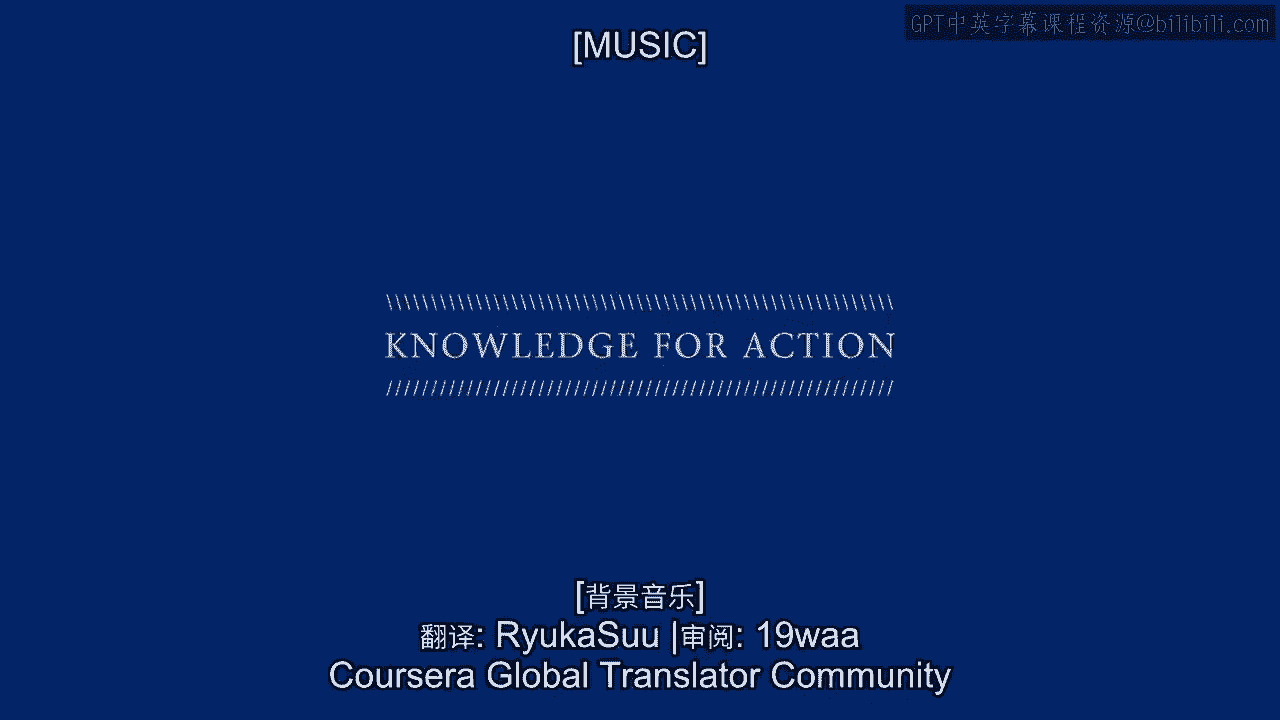 GPT中英字幕课程资源@bilibili.com
[MUSIC]
KNOWLEDGE FOR ACTION
[背景音乐]
翻译: RyukaSuu |审阅: 19waa
Coursera Global Translator Community